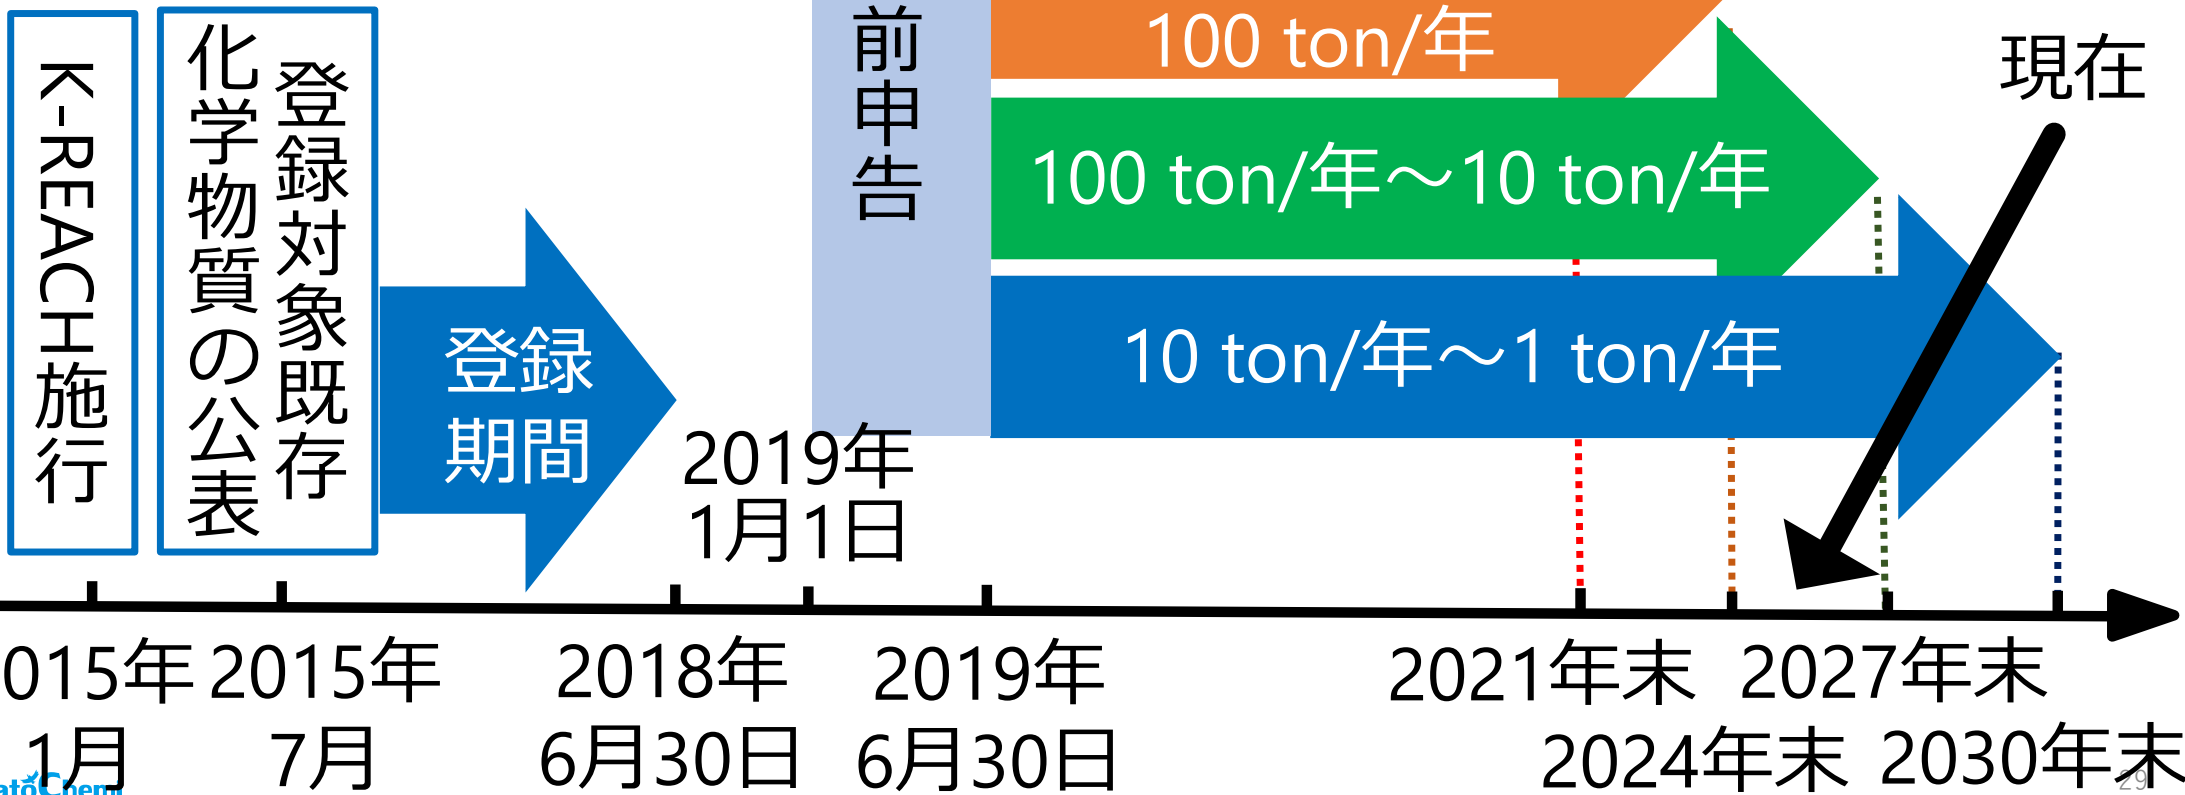 K-REACH施行
登録対象既存
化学物質の公表
登録
期間
前申告
100 ton/年
100 ton/年～10 ton/年
10 ton/年～1 ton/年
現在
2019年
1月1日
015年
1月
2015年
7月
2018年
6月30日
2019年
6月30日
2021年末
2024年末
2027年末
2030年末
29